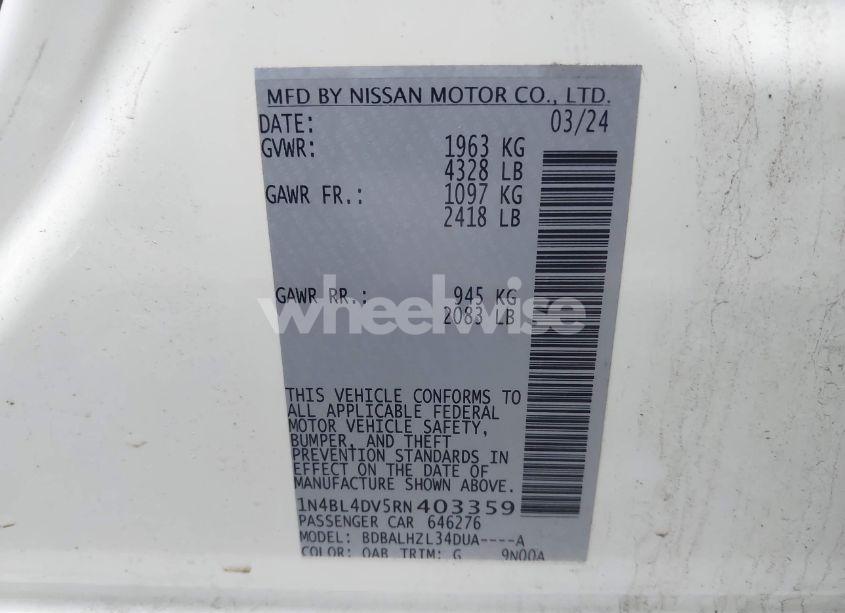 MFD BY NISSAN MOTOR CO., LTD.
DATE: 03/24
GVWR: 1963 KG
4328 LB
GAWR FR.: 1097 KG
2418 LB
GAWR RR.: 945 KG
2083 LB
wheelwise
THIS VEHICLE CONFORMS TO
ALL APPLICABLE FEDERAL
MOTOR VEHICLE SAFETY,
BUMPER, AND THEFT
PREVENTION STANDARDS IN
EFFECT ON THE DATE OF
MANUFACTURE SHOWN ABOVE.
1N4BL4DV5RN403359
PASSENGER CAR 646276
MODEL: BDBALHZL34DUA----A
COLOR: QAB TRIM: G 9N00A